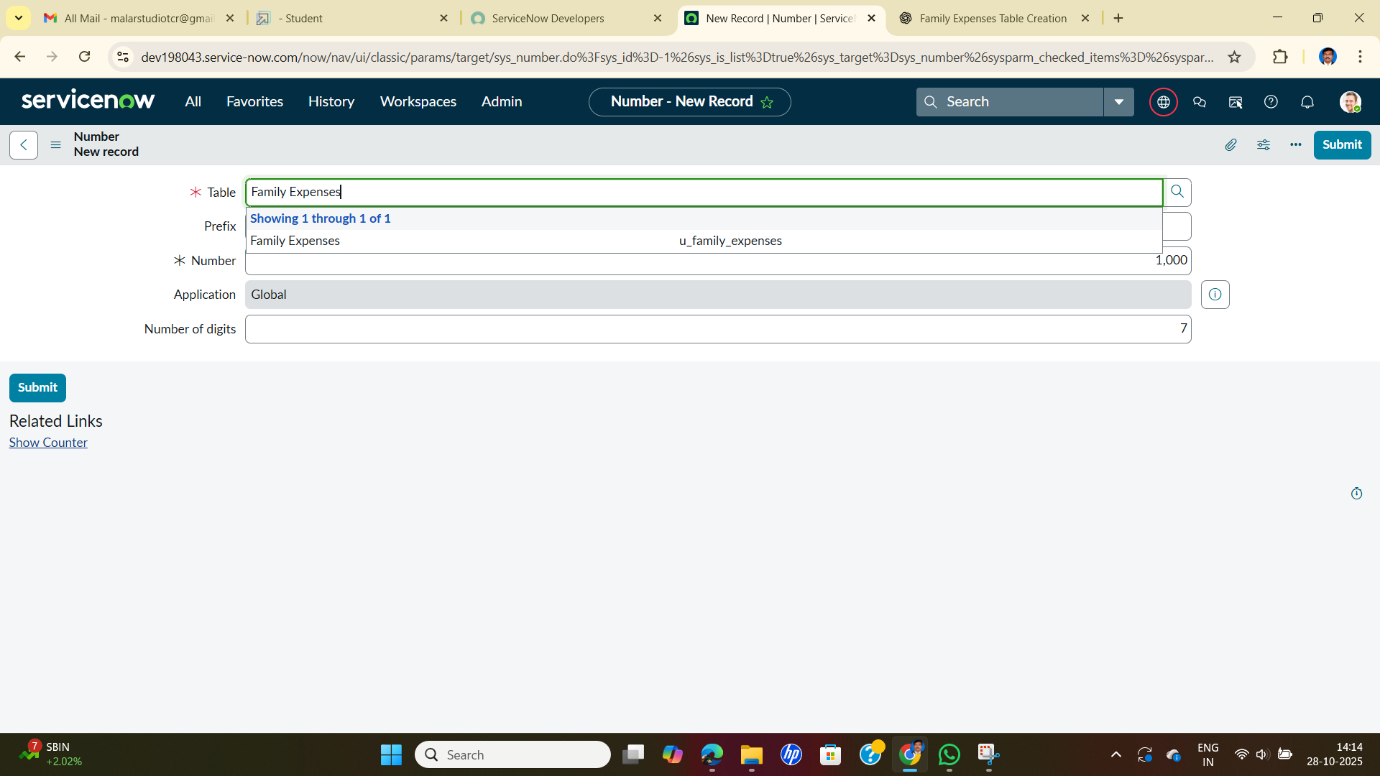 All Mail - malarstudiotcr@gmai
- Student
ServiceNow Developers
New Record | Number | Service
Family Expenses Table Creation
dev198043.service-now.com/now/nav/ui/classic/params/target/sys_number.do%3Fsys_id%3D-1%26sys_is_list%3Dtrue%26sys_target%3Dsys_number%26sysparm_checked_items%3D%26syspar...
servicenow
All
Favorites
History
Workspaces
Admin
Number - New Record
Search
Number
New record
Submit
Table
Family Expenses
Showing 1 through 1 of 1
Family Expenses u_family_expenses
Prefix
Number
1,000
Application
Global
Number of digits
7
Submit
Related Links
Show Counter
7
SBIN
+2.02%
Search
hp
ENG
IN
14:14
28-10-2025